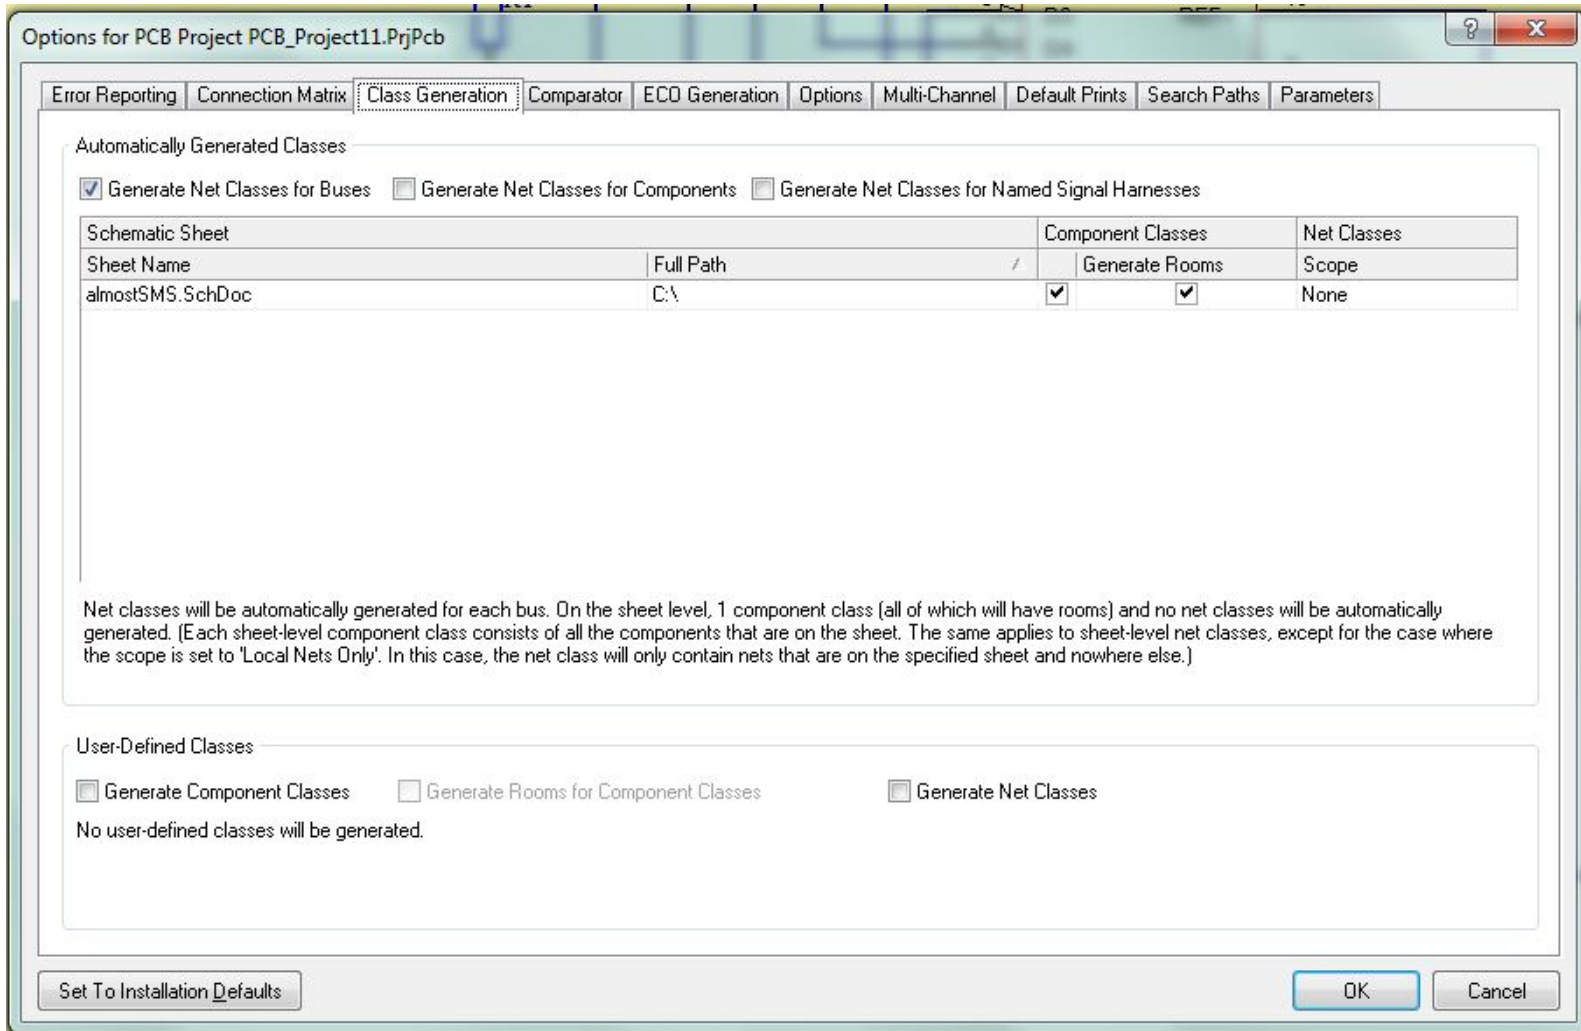 Options for PCB Project PCB_Project11.PrjPcb
Error Reporting Connection Matrix Class Generation Comparator ECO Generation Options Multi-Channel Default Prints Search Paths Parameters
Automatically Generated Classes
Generate Net Classes for Buses Generate Net Classes for Components Generate Net Classes for Named Signal Harnesses
Schematic Sheet Component Classes Net Classes
Sheet Name Full Path Generate Rooms Scope
almostSMS.SchDoc C:\ None
Net classes will be automatically generated for each bus. On the sheet level, 1 component class (all of which will have rooms) and no net classes will be automatically
generated. (Each sheet-level component class consists of all the components that are on the sheet. The same applies to sheet-level net classes, except for the case where
the scope is set to 'Local Nets Only'. In this case, the net class will only contain nets that are on the specified sheet and nowhere else.)
User-Defined Classes
Generate Component Classes Generate Rooms for Component Classes Generate Net Classes
No user-defined classes will be generated.
Set To Installation Defaults OK Cancel